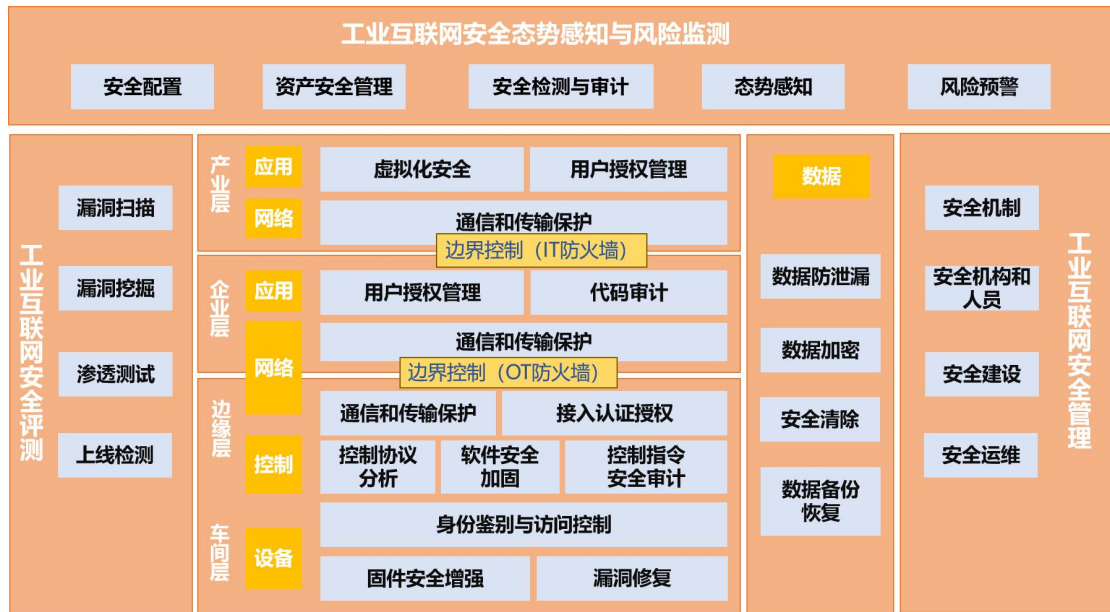 工业互联网安全态势感知与风险监测
安全配置
资产安全管理
安全检测与审计
态势感知
风险预警
工业互联网安全评测
漏洞扫描
漏洞挖掘
渗透测试
上线检测
产业层
应用
虚拟化安全
用户授权管理
网络
通信和传输保护
边界控制（IT防火墙）
企业层
应用
用户授权管理
代码审计
网络
通信和传输保护
边界控制（OT防火墙）
边缘层
通信和传输保护
接入认证授权
控制
控制协议
分析
软件安全
加固
控制指令
安全审计
车间层
设备
身份鉴别与访问控制
固件安全增强
漏洞修复
数据
数据防泄漏
数据加密
安全清除
数据备份
恢复
安全机制
安全机构和
人员
安全建设
安全运维
工业互联网安全管理